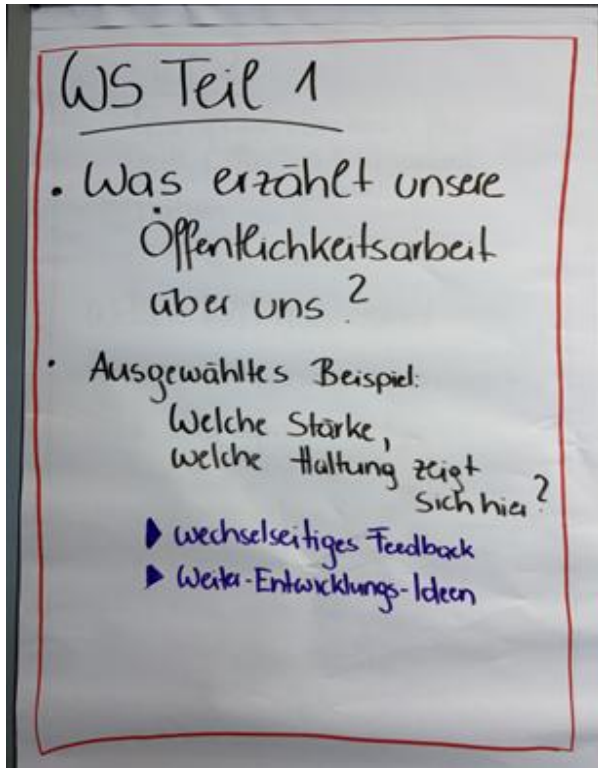 WS Teil 1
• Was erzählt unsere
Öffentlichkeitsarbeit
über uns?
• Ausgewähltes Beispiel:
Welche Stärke,
welche Haltung zeigt
sich hier?
▶ wechselseitiges Feedback
▶ Weiter-Entwicklungs-Ideen